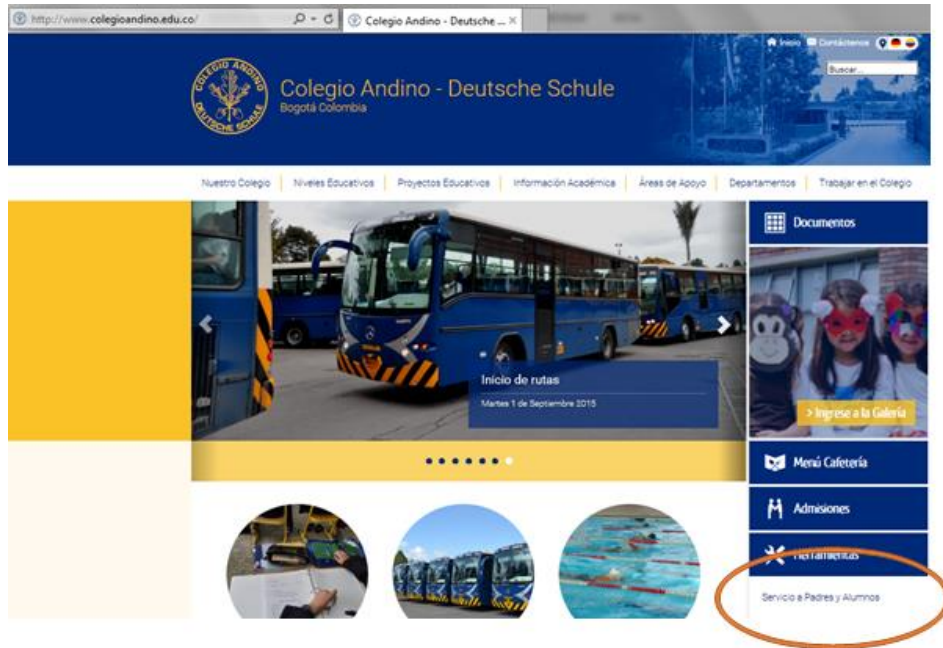 http://www.colegioandino.edu.co/
Colegio Andino - Deutsche ...
Inicio Contáctenos
Buscar...
COLEGIO ANDINO
DEUTSCHE SCHULE
Colegio Andino - Deutsche Schule
Bogotá Colombia
Nuestro Colegio Niveles Educativos Proyectos Educativos Información Académica Áreas de Apoyo Departamentos Trabajar en el Colegio
Documentos
Inicio de rutas
Martes 1 de Septiembre 2015
> Ingrese a la Galería
Menú Cafetería
Admisiones
Herramientas
Servicio a Padres y Alumnos